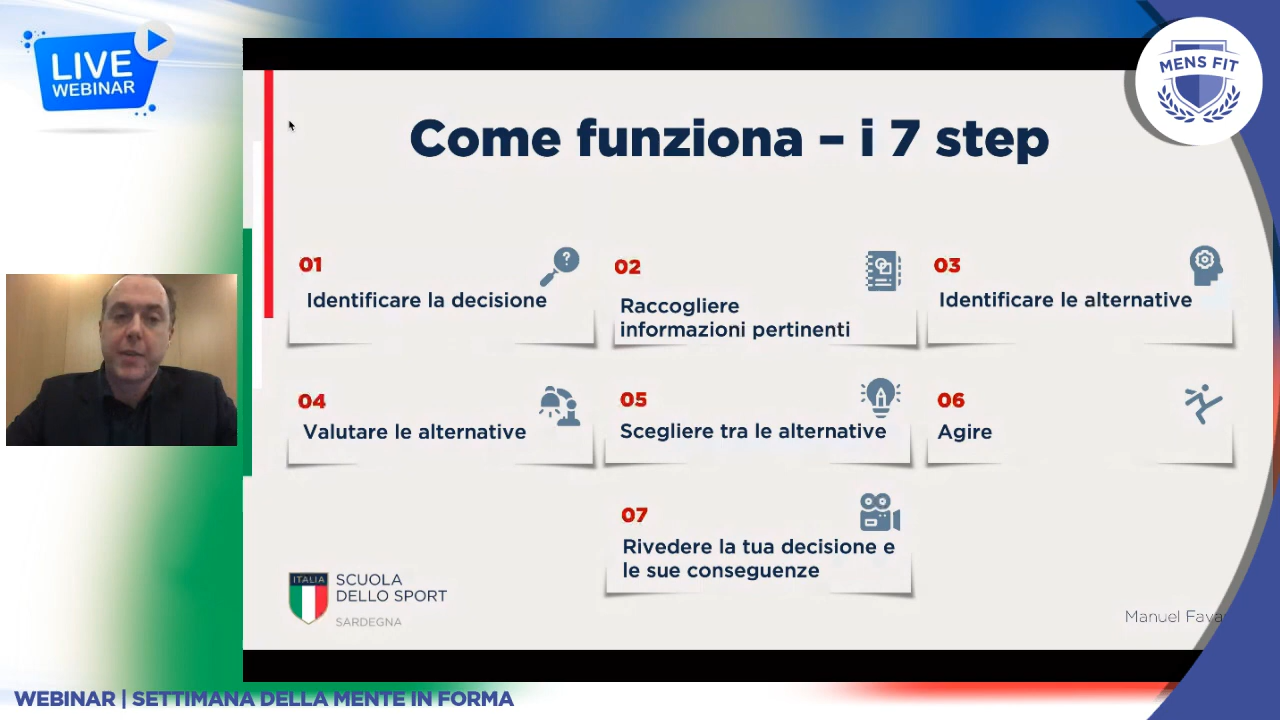 LIVE
WEBINAR
MENS FIT
Come funziona – i 7 step
01
Identificare la decisione
02
Raccogliere
informazioni pertinenti
03
Identificare le alternative
04
Valutare le alternative
05
Scegliere tra le alternative
06
Agire
07
Rivedere la tua decisione e
le sue conseguenze
ITALIA
SCUOLA
DELLO SPORT
SARDEGNA
Manuel Fava
WEBINAR | SETTIMANA DELLA MENTE IN FORMA